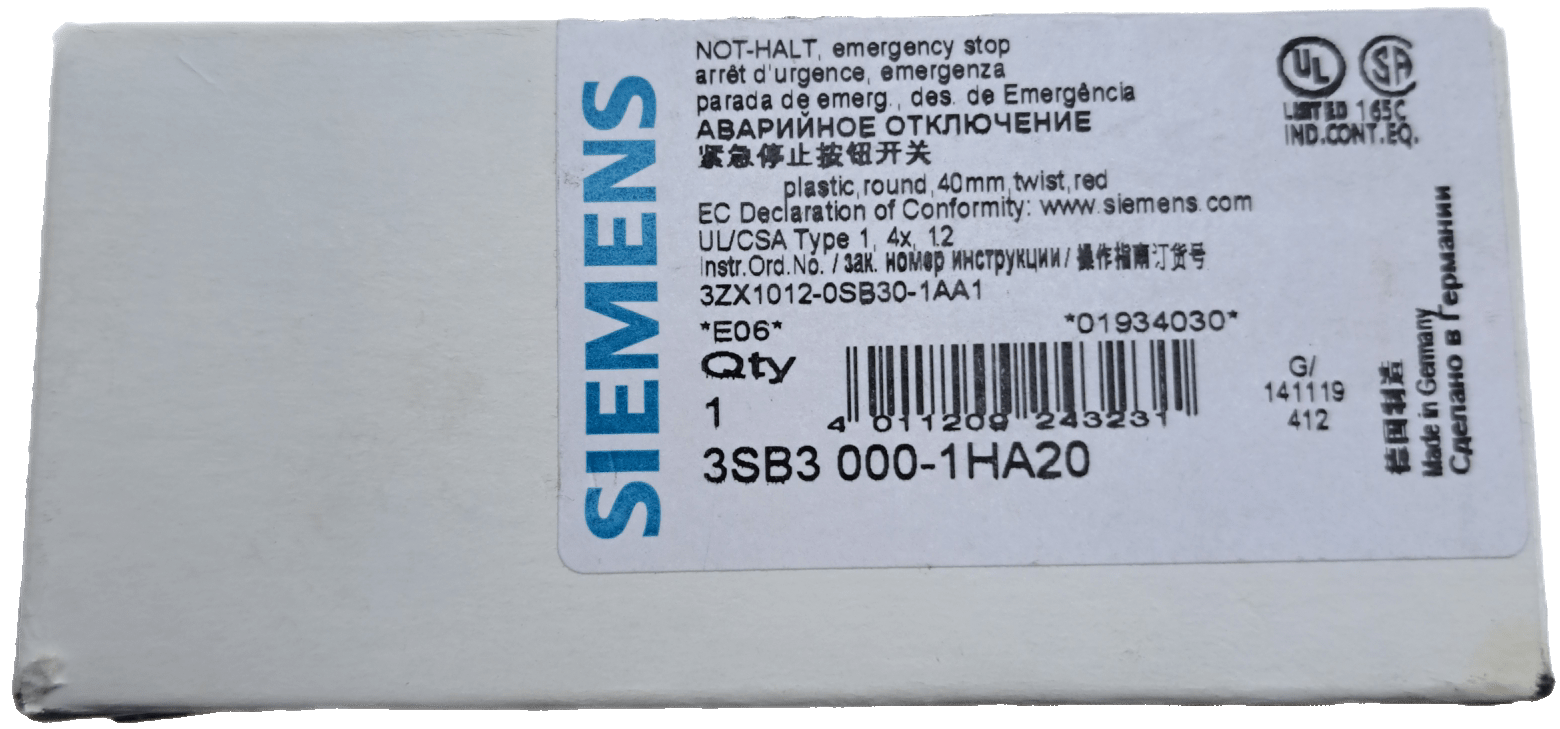 SIEMENS
NOT-HALT, emergency stop
arrêt d'urgence, emergenza
parada de emerg., des. de Emergência
АВАРИЙНОЕ ОТКЛЮЧЕНИЕ
紧急停止按钮开关
plastic,round,40mm,twist,red
EC Declaration of Conformity: www.siemens.com
UL/CSA Type 1, 4x, 12
Instr.Ord.No. / зак. номер инструкции / 操作指南订货号
3ZX1012-0SB30-1AA1
*E06* *01934030*
Qty
1
4 011209 243231
3SB3 000-1HA20
UL SA
LISTED 165C
IND.CONT.EQ.
G/
141119
412
德国制造
Made in Germany
Сделано в Германии